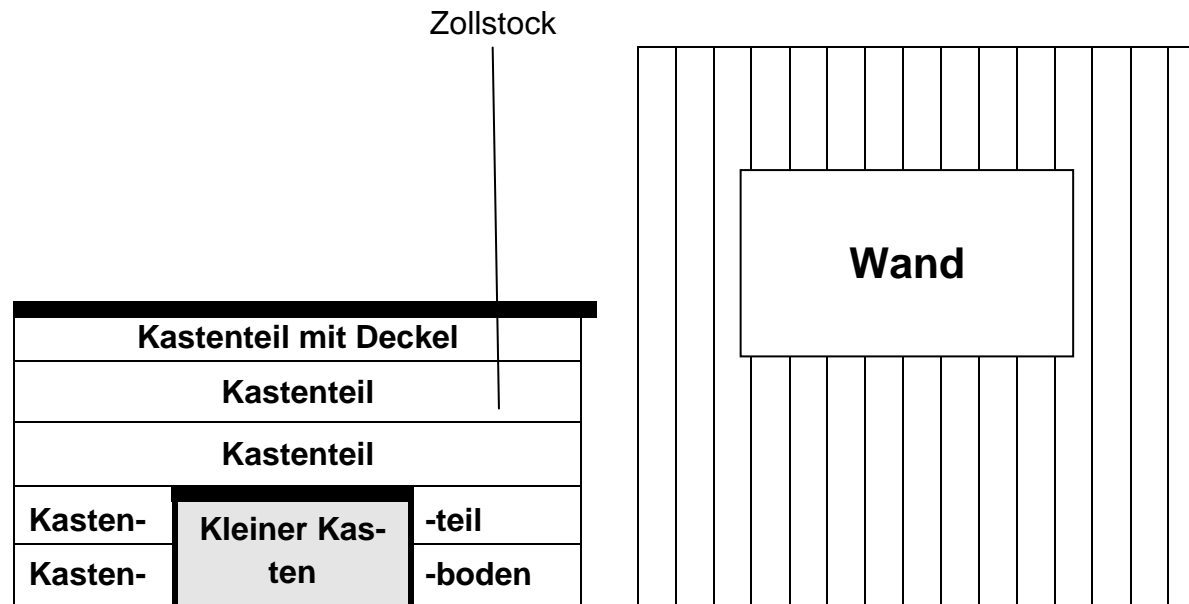 Zollstock
Wand
Kastenteil mit Deckel
Kastenteil
Kastenteil
Kasten-
Kleiner Kas-
ten
-teil
Kasten-
-boden